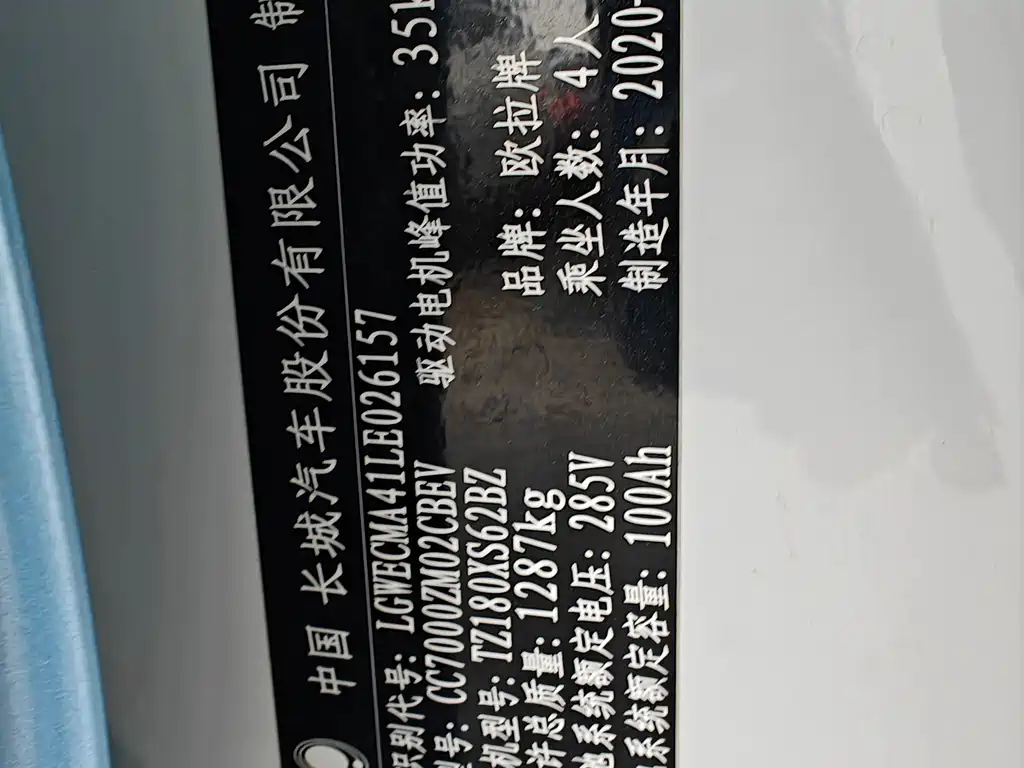 中国 长城汽车股份有限公司 制
识别代号: LGWECMA41LE026157
型号: CC7000ZM02CBEV 驱动电机峰值功率: 351
机型号: TZ180XS62BZ
许总质量: 1287kg 品牌: 欧拉牌
系统额定电压: 285V 乘坐人数: 4人
系统额定容量: 100Ah 制造年月: 2020-